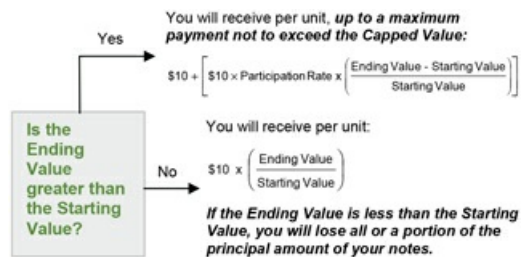 You will receive per unit, up to a maximum
payment not to exceed the Capped Value:
Yes
$10 + [ $10 × Participation Rate x ( Ending Value - Starting Value / Starting Value ) ]
Is the
Ending
Value
greater than
the Starting
Value?
No
You will receive per unit:
$10 x ( Ending Value / Starting Value )
If the Ending Value is less than the Starting
Value, you will lose all or a portion of the
principal amount of your notes.